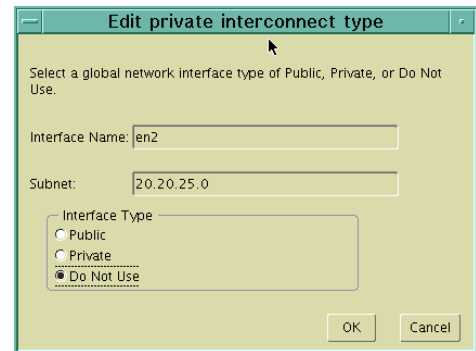 Edit private interconnect type
Select a global network interface type of Public, Private, or Do Not
Use.
Interface Name: en2
Subnet: 20.20.25.0
Interface Type
Public
Private
Do Not Use
OK Cancel